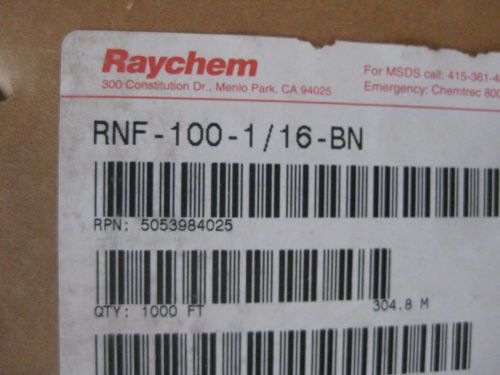 Raychem
300 Constitution Dr., Menlo Park, CA 94025
For MSDS call: 415-361-4
Emergency: Chemtrec 800
RNF-100-1/16-BN
RPN: 5053984025
QTY: 1000 FT 304.8 M